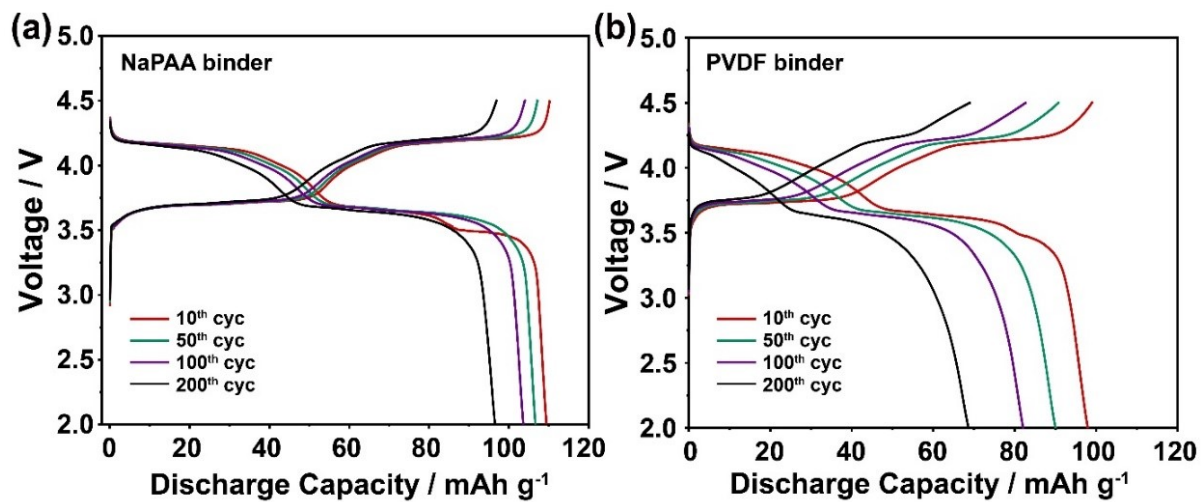 (a)
NaPAA binder
Voltage / V
5.0
4.5
4.0
3.5
3.0
2.5
2.0
10th cyc
50th cyc
100th cyc
200th cyc
0 20 40 60 80 100 120
Discharge Capacity / mAh g-1
(b)
PVDF binder
Voltage / V
5.0
4.5
4.0
3.5
3.0
2.5
2.0
10th cyc
50th cyc
100th cyc
200th cyc
0 20 40 60 80 100 120
Discharge Capacity / mAh g-1